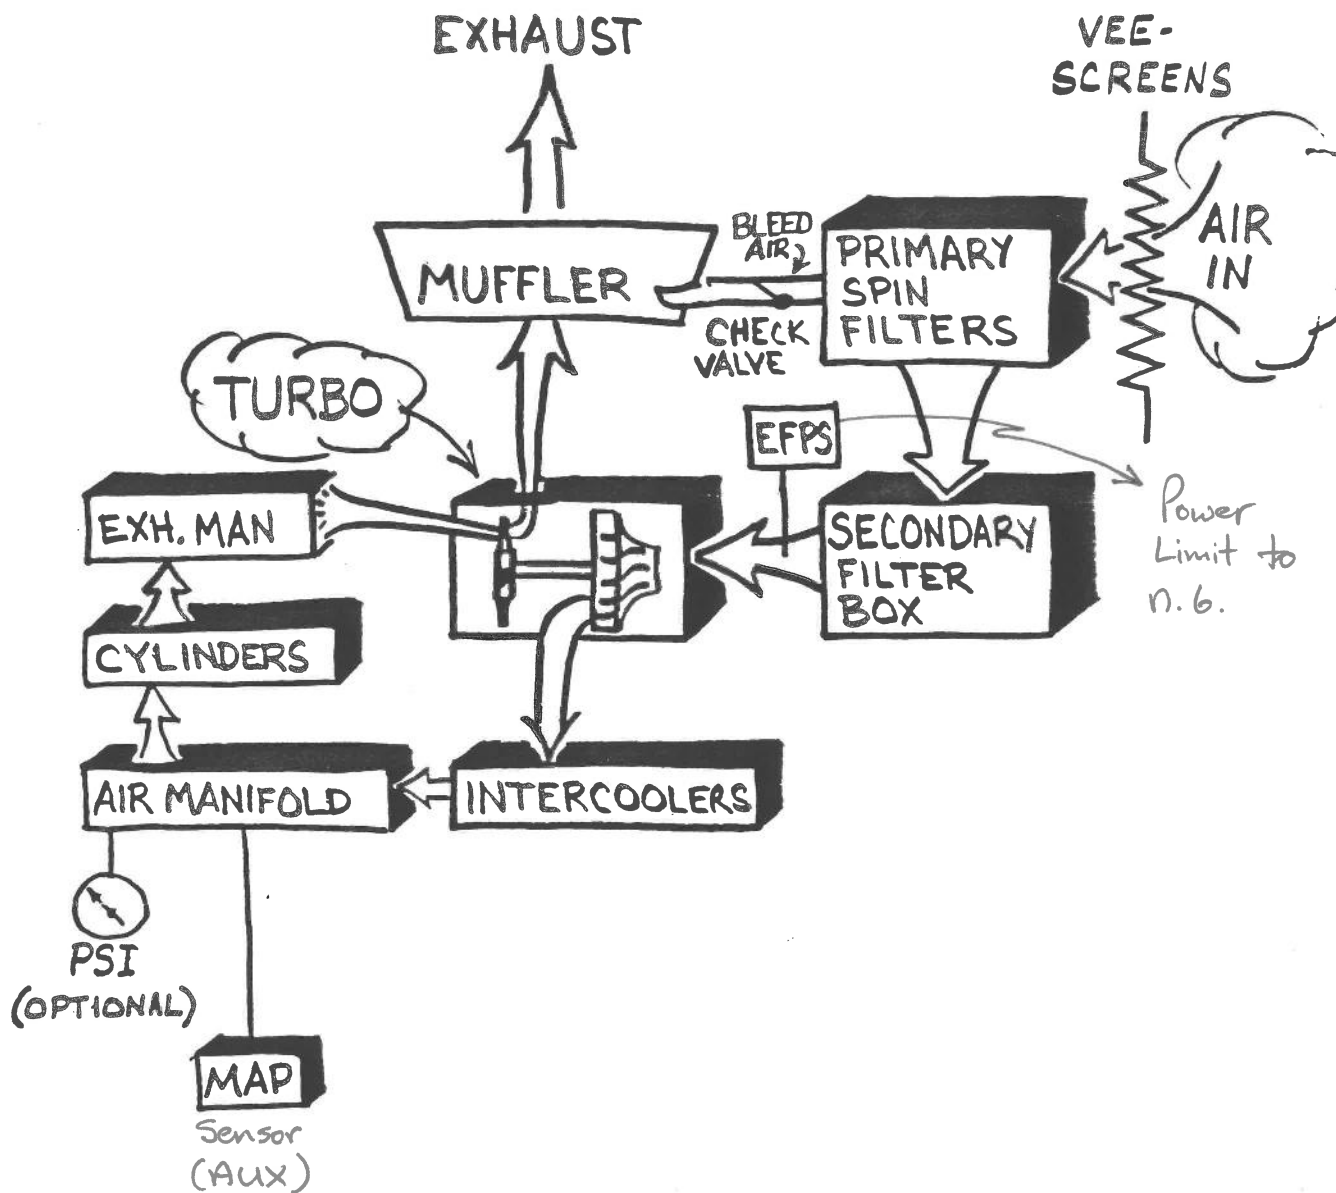 EXHAUST
VEE-
SCREENS
AIR
IN
BLEED
AIR
PRIMARY
SPIN
FILTERS
MUFFLER
CHECK
VALVE
TURBO
EFPS
Power
Limit to
n.6.
EXH. MAN
SECONDARY
FILTER
BOX
CYLINDERS
AIR MANIFOLD
INTERCOOLERS
PSI
(OPTIONAL)
MAP
Sensor
(AUX)